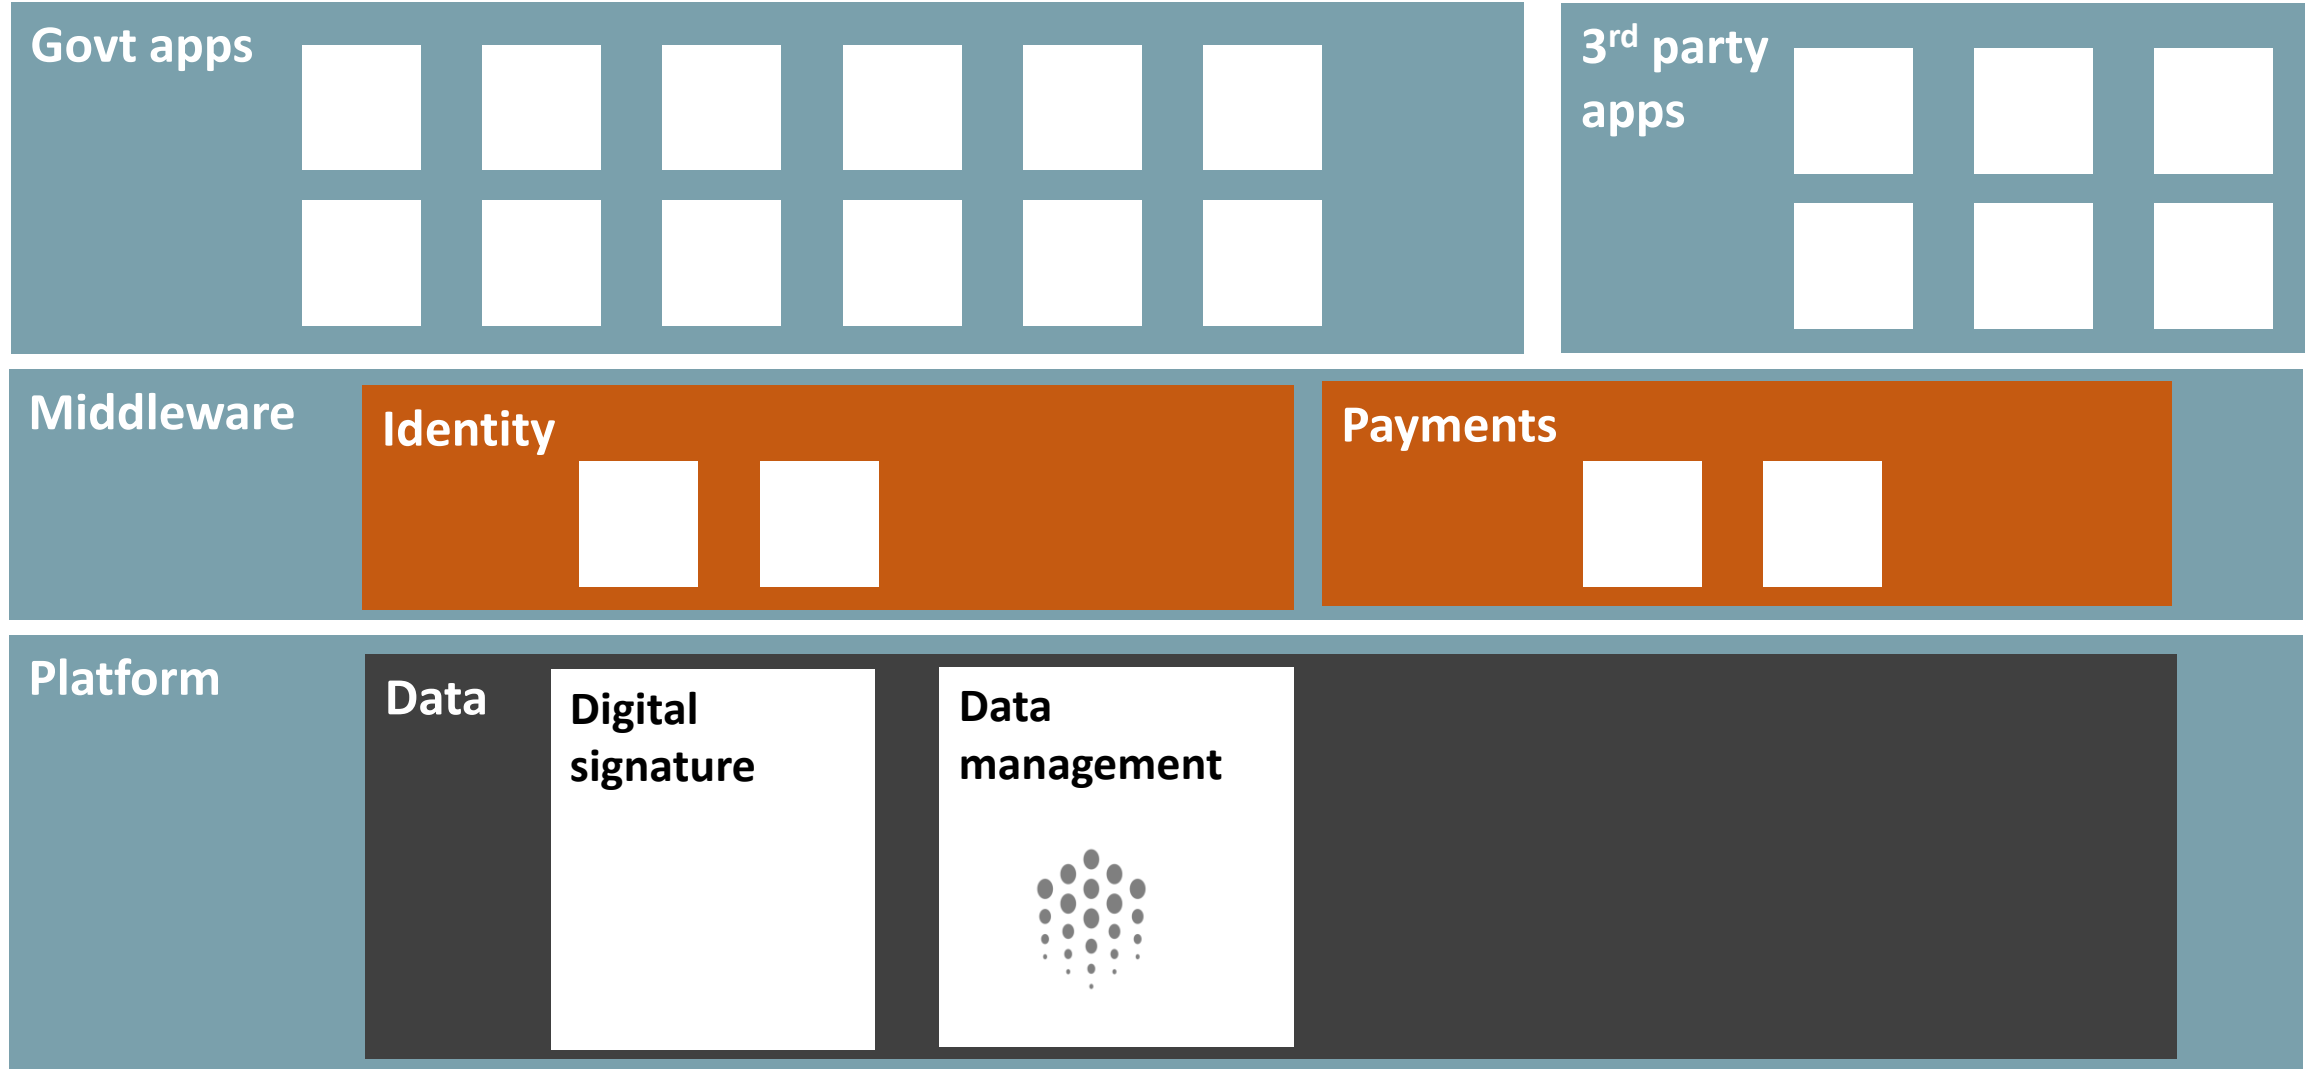 Govt apps
3rd party
apps
Middleware
Identity
Payments
Platform
Data
Digital
signature
Data
management